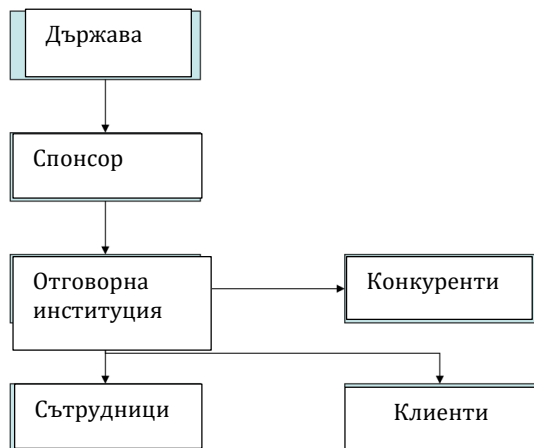 Държава
Спонсор
Отговорна
институция
Конкуренти
Сътрудници
Клиенти